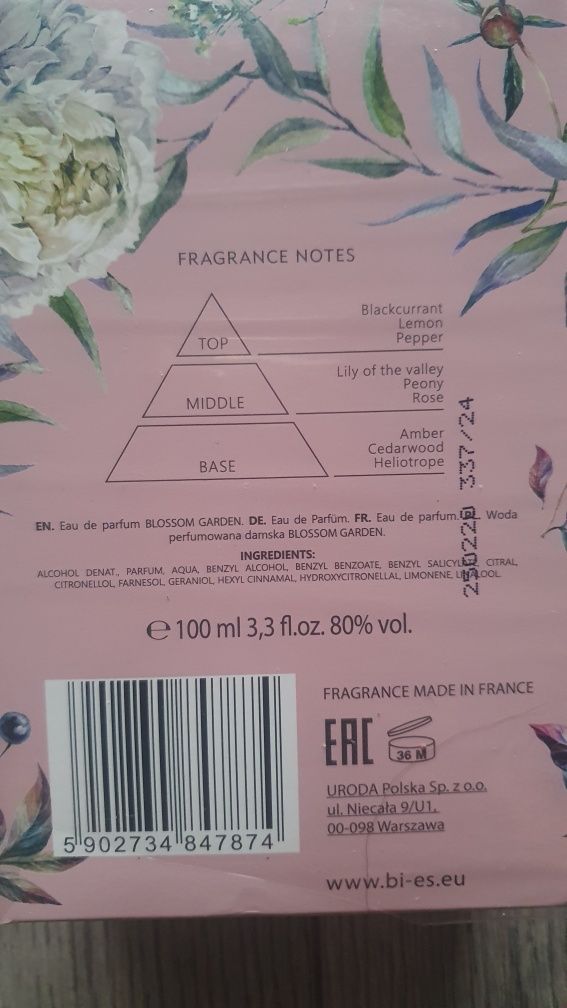 FRAGRANCE NOTES
TOP
Blackcurrant
Lemon
Pepper
MIDDLE
Lily of the valley
Peony
Rose
BASE
Amber
Cedarwood
Heliotrope
337/24
EN. Eau de parfum BLOSSOM GARDEN. DE. Eau de Parfüm. FR. Eau de parfum. Woda
perfumowana damska BLOSSOM GARDEN.
INGREDIENTS:
ALCOHOL DENAT., PARFUM, AQUA, BENZYL ALCOHOL, BENZYL BENZOATE, BENZYL CITRAL,
CITRONELLOL, FARNESOL, GERANIOL, HEXYL CINNAMAL, HYDROXYCITRONELLAL, LIMONENE,
e 100 ml 3,3 fl.oz. 80% vol.
FRAGRANCE MADE IN FRANCE
EAC
36 M
URODA Polska Sp. z o.o.
ul. Niecała 9/U1,
00-098 Warszawa
5 902734 847874
www.bi-es.eu